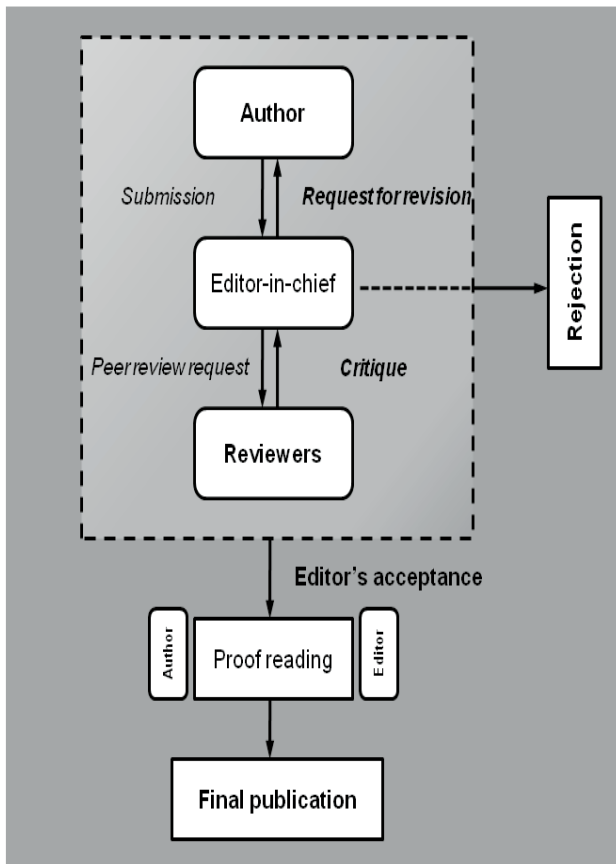 Author
Submission
Request for revision
Editor-in-chief
Rejection
Peer review request
Critique
Reviewers
Editor's acceptance
Author
Proof reading
Editor
Final publication